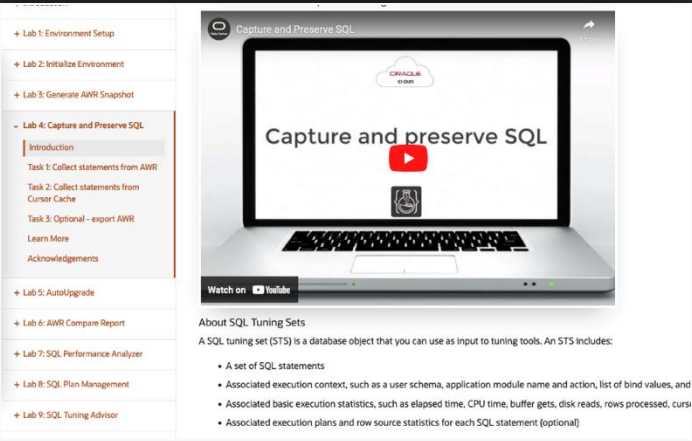 + Lab 1: Environment Setup
+ Lab 2: Initialize Environment
+ Lab 3: Generate AWR Snapshot
- Lab 4: Capture and Preserve SQL
Introduction
Task 1: Collect statements from AWR
Task 2: Collect statements from
Cursor Cache
Task 3: Optional - export AWR
Learn More
Acknowledgements
+ Lab 5: AutoUpgrade
+ Lab 6: AWR Compare Report
+ Lab 7: SQL Performance Analyzer
+ Lab 8: SQL Plan Management
+ Lab 9: SQL Tuning Advisor
Capture and Preserve SQL
Share
ORACLE
CLOUD
Capture and preserve SQL
Watch on YouTube
About SQL Tuning Sets
A SQL tuning set (STS) is a database object that you can use as input to tuning tools. An STS includes:
• A set of SQL statements
• Associated execution context, such as a user schema, application module name and action, list of bind values, and
• Associated basic execution statistics, such as elapsed time, CPU time, buffer gets, disk reads, rows processed, curs
• Associated execution plans and row source statistics for each SQL statement (optional)